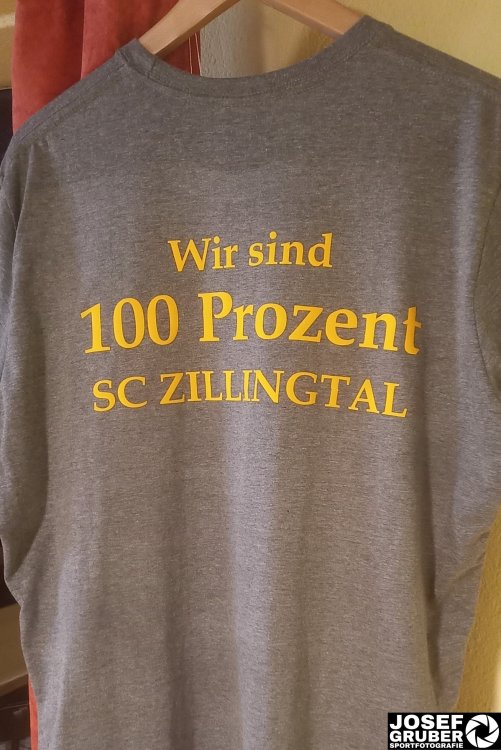 Wir sind
100 Prozent
SC ZILLINGTAL
JOSEF
GRUBER
SPORTFOTOGRAFIE